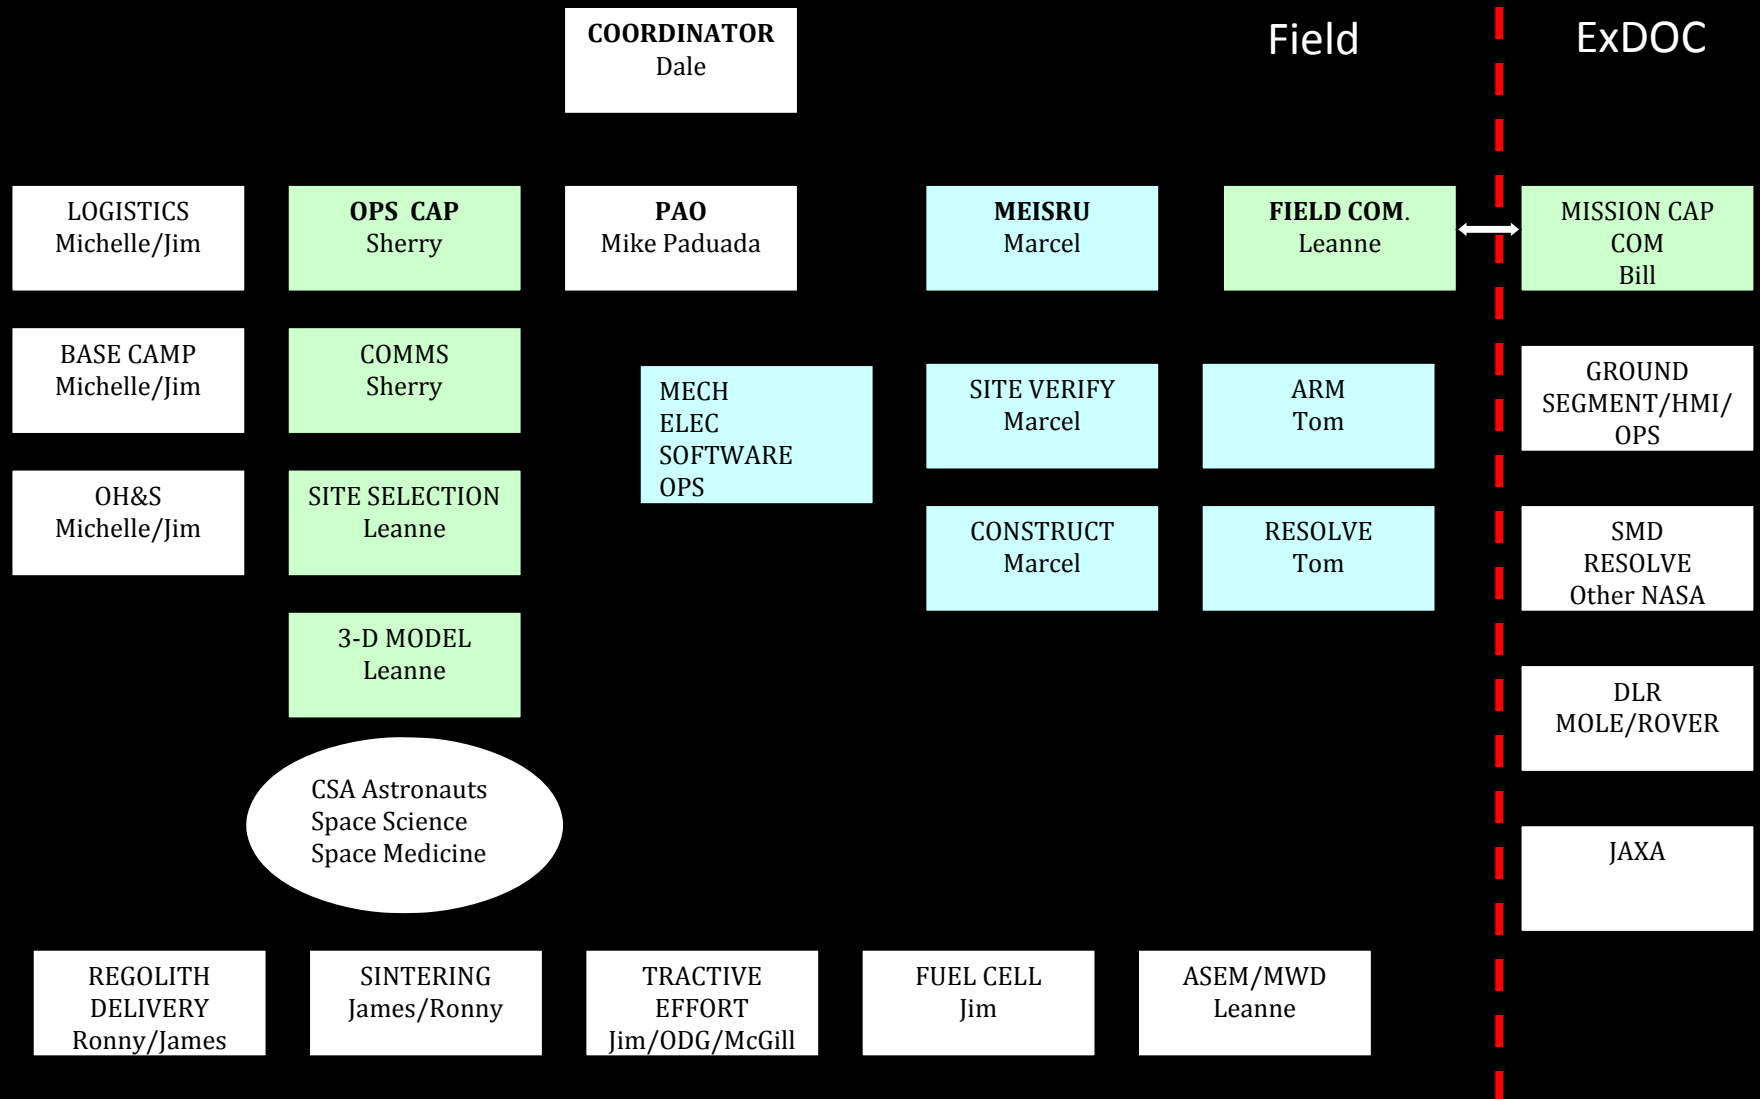 COORDINATOR
Dale
Field
ExDOC
LOGISTICS
Michelle/Jim
OPS  CAP
Sherry
PAO
Mike Paduada
MEISRU
Marcel
FIELD COM.
Leanne
MISSION CAP
COM
Bill
BASE CAMP
Michelle/Jim
COMMS
Sherry
MECH
ELEC
SOFTWARE
OPS
SITE VERIFY
Marcel
ARM
Tom
GROUND
SEGMENT/HMI/
OPS
OH&S
Michelle/Jim
SITE SELECTION
Leanne
CONSTRUCT
Marcel
RESOLVE
Tom
SMD
RESOLVE
Other NASA
3-D MODEL
Leanne
DLR
MOLE/ROVER
CSA Astronauts
Space Science
Space Medicine
JAXA
REGOLITH
DELIVERY
Ronny/James
SINTERING
James/Ronny
TRACTIVE
EFFORT
Jim/ODG/McGill
FUEL CELL
Jim
ASEM/MWD
Leanne